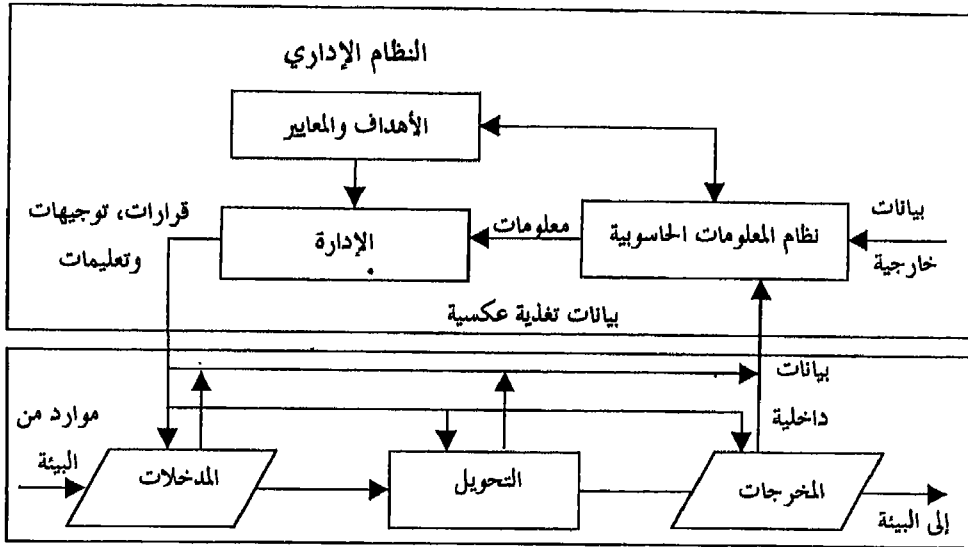 النظام الإداري
الأهداف والمعايير
قرارات، توجيهات
وتعليمات
الإدارة
معلومات
نظام المعلومات الحاسوبية
بيانات
خارجية
بيانات تغذية عكسية
بيانات
داخلية
موارد من
البيئة
المدخلات
التحويل
المخرجات
إلى البيئة